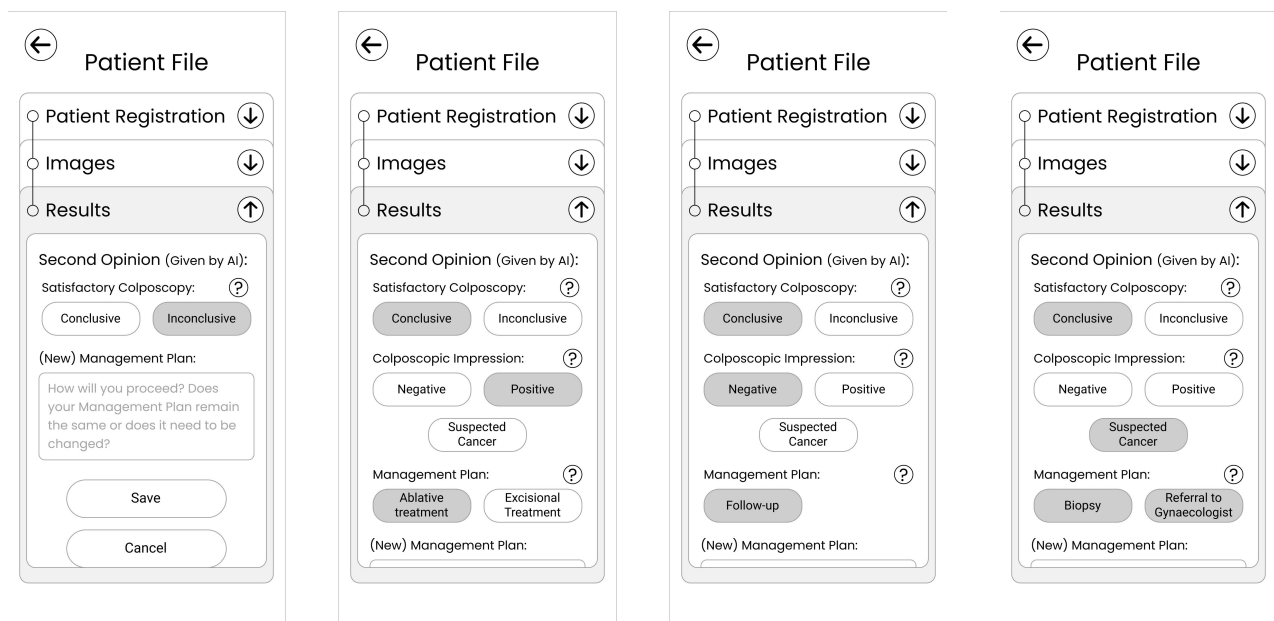 Patient File
Patient Registration
Images
Results
Second Opinion (Given by AI):
Satisfactory Colposcopy: ?
Conclusive Inconclusive
(New) Management Plan:
How will you proceed? Does
your Management Plan remain
the same or does it need to be
changed?
Save
Cancel
Patient File
Patient Registration
Images
Results
Second Opinion (Given by AI):
Satisfactory Colposcopy: ?
Conclusive Inconclusive
Colposcopic Impression: ?
Negative Positive
Suspected
Cancer
Management Plan: ?
Ablative
treatment
Excisional
Treatment
(New) Management Plan:
Patient File
Patient Registration
Images
Results
Second Opinion (Given by AI):
Satisfactory Colposcopy: ?
Conclusive Inconclusive
Colposcopic Impression: ?
Negative Positive
Suspected
Cancer
Management Plan: ?
Follow-up
(New) Management Plan:
Patient File
Patient Registration
Images
Results
Second Opinion (Given by AI):
Satisfactory Colposcopy: ?
Conclusive Inconclusive
Colposcopic Impression: ?
Negative Positive
Suspected
Cancer
Management Plan: ?
Biopsy
Referral to
Gynaecologist
(New) Management Plan: